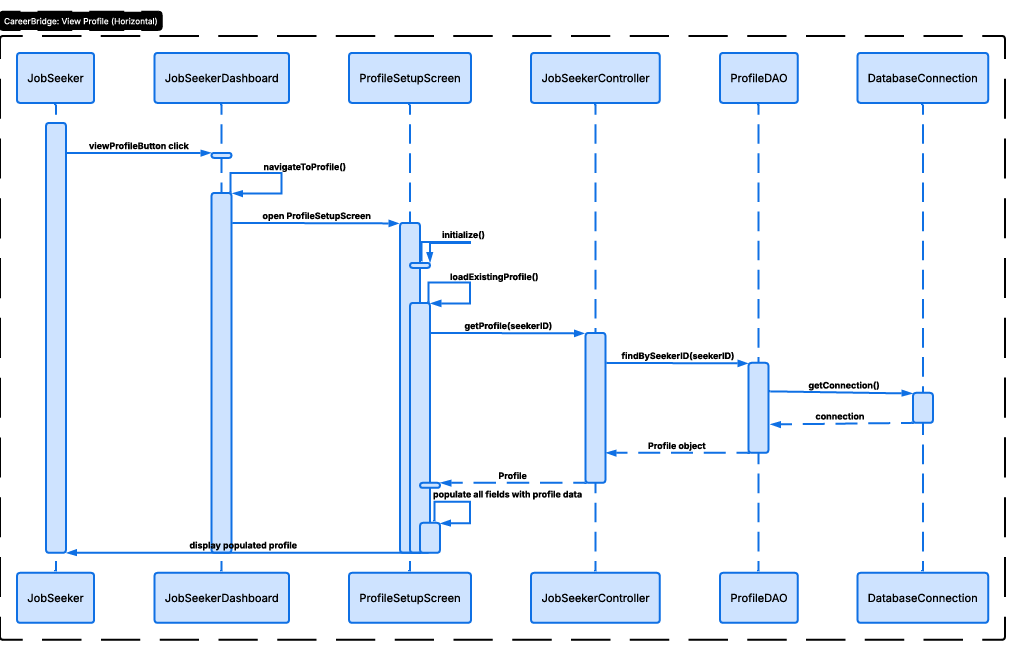 CareerBridge: View Profile (Horizontal)
JobSeeker
JobSeekerDashboard
ProfileSetupScreen
JobSeekerController
ProfileDAO
DatabaseConnection
viewProfileButton click
navigateToProfile()
open ProfileSetupScreen
initialize()
loadExistingProfile()
getProfile(seekerID)
findBySeekerID(seekerID)
getConnection()
connection
Profile object
Profile
populate all fields with profile data
display populated profile
JobSeeker
JobSeekerDashboard
ProfileSetupScreen
JobSeekerController
ProfileDAO
DatabaseConnection